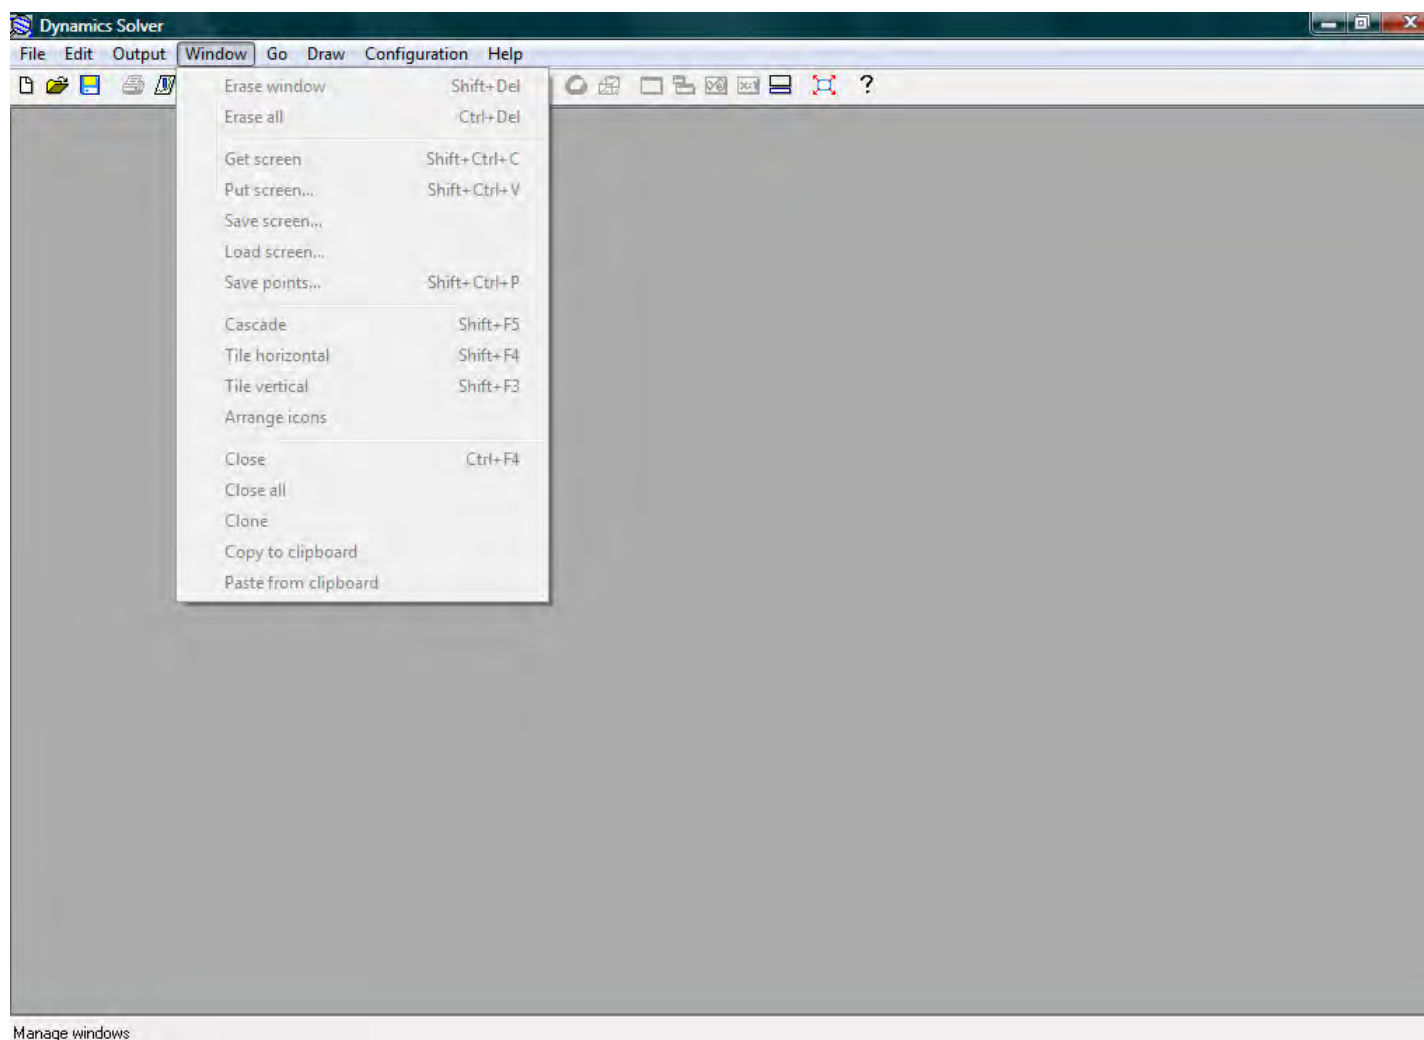 Dynamics Solver
File Edit Output Window Go Draw Configuration Help
?
Erase window Shift+Del
Erase all Ctrl+Del
Get screen Shift+Ctrl+C
Put screen... Shift+Ctrl+V
Save screen...
Load screen...
Save points... Shift+Ctrl+P
Cascade Shift+F5
Tile horizontal Shift+F4
Tile vertical Shift+F3
Arrange icons
Close Ctrl+F4
Close all
Clone
Copy to clipboard
Paste from clipboard
Manage windows